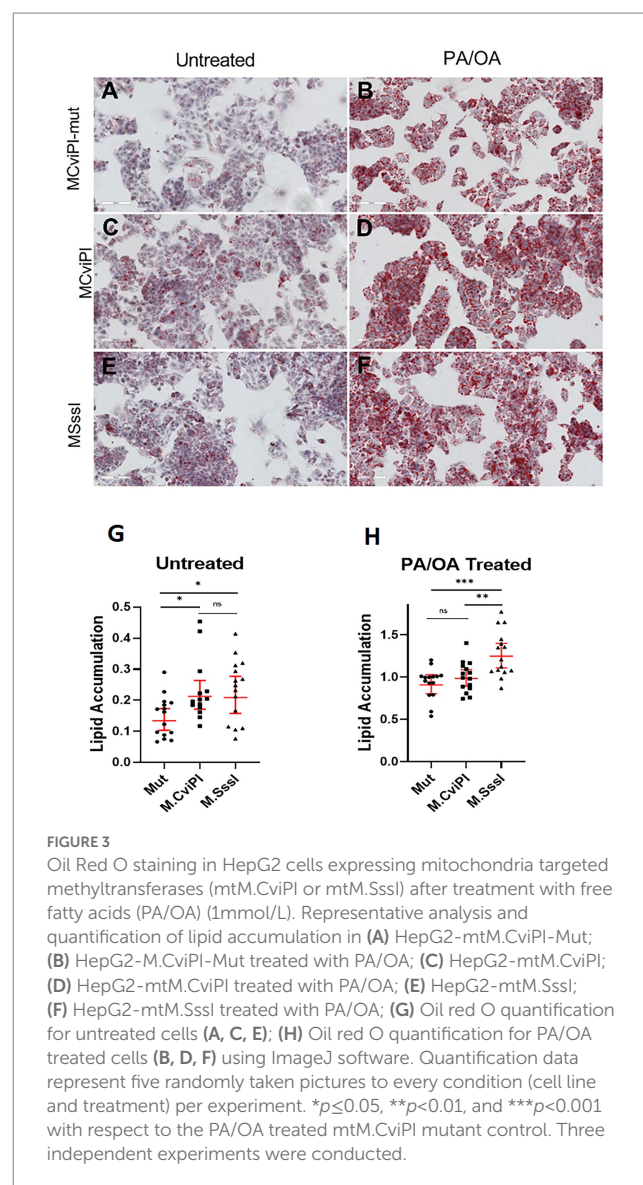 Untreated
PA/OA
MCviPI-mut
A
B
MCviPI
C
D
MSssI
E
F
G
Untreated
*
*
ns
Lipid Accumulation
0.5
0.4
0.3
0.2
0.1
0.0
Mut
M.CviPI
M.SssI
H
PA/OA Treated
***
ns
**
Lipid Accumulation
1.5
1.0
0.5
0.0
Mut
M.CviPI
M.SssI
FIGURE 3
Oil Red O staining in HepG2 cells expressing mitochondria targeted
methyltransferases (mtM.CviPI or mtM.SssI) after treatment with free
fatty acids (PA/OA) (1mmol/L). Representative analysis and
quantification of lipid accumulation in (A) HepG2-mtM.CviPI-Mut;
(B) HepG2-M.CviPI-Mut treated with PA/OA; (C) HepG2-mtM.CviPI;
(D) HepG2-mtM.CviPI treated with PA/OA; (E) HepG2-mtM.SssI;
(F) HepG2-mtM.SssI treated with PA/OA; (G) Oil red O quantification
for untreated cells (A, C, E); (H) Oil red O quantification for PA/OA
treated cells (B, D, F) using ImageJ software. Quantification data
represent five randomly taken pictures to every condition (cell line
and treatment) per experiment. *p≤0.05, **p<0.01, and ***p<0.001
with respect to the PA/OA treated mtM.CviPI mutant control. Three
independent experiments were conducted.